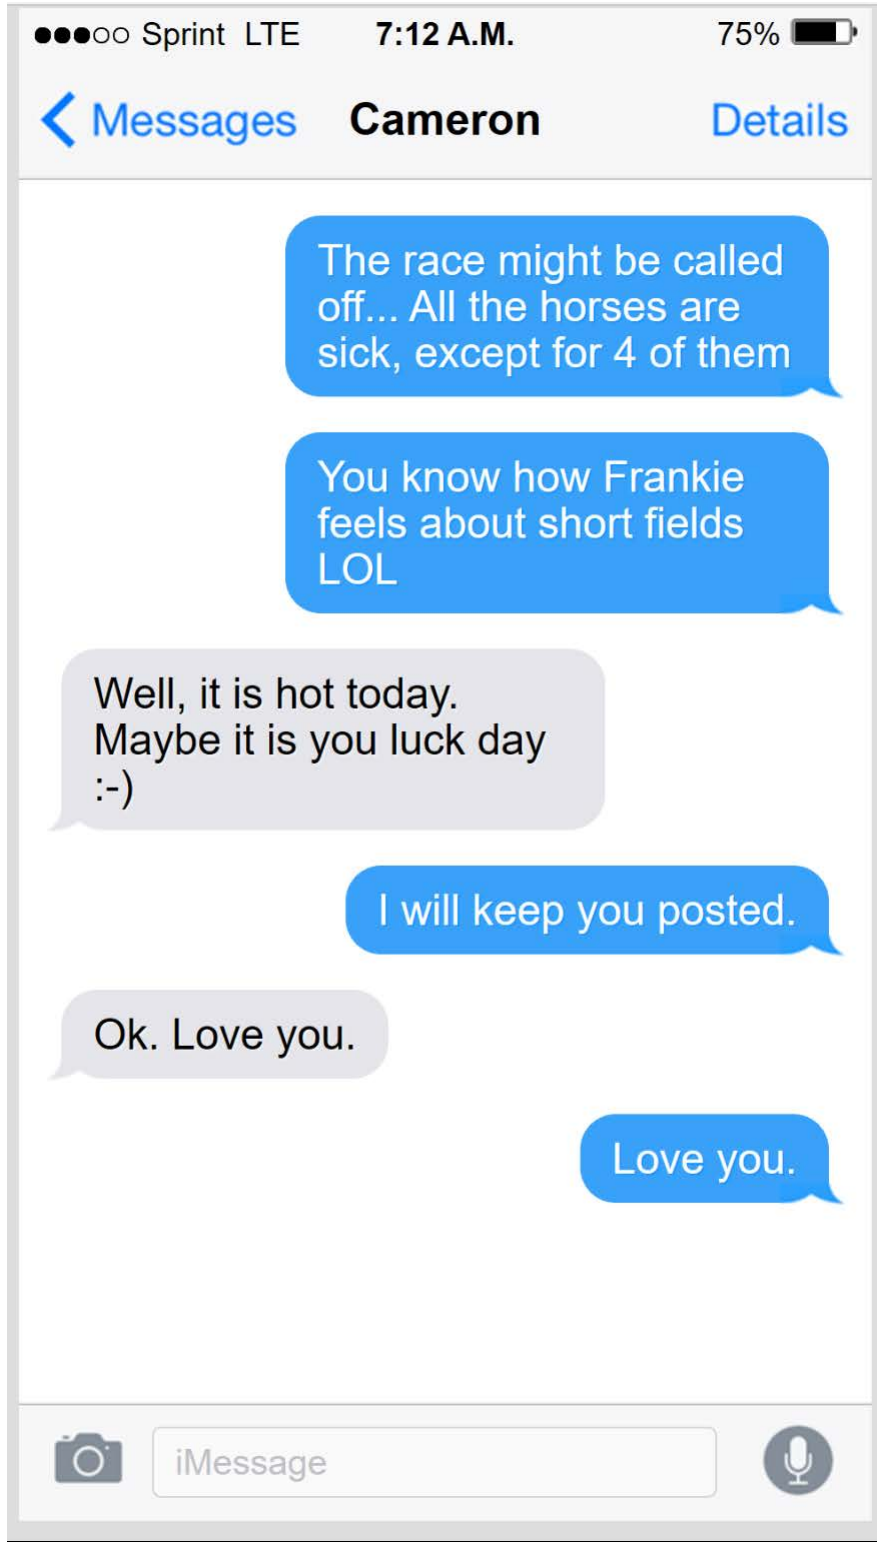 Sprint LTE 7:12 A.M. 75%
Messages Cameron Details
The race might be called
off... All the horses are
sick, except for 4 of them
You know how Frankie
feels about short fields
LOL
Well, it is hot today.
Maybe it is you luck day
:-)
I will keep you posted.
Ok. Love you.
Love you.
iMessage